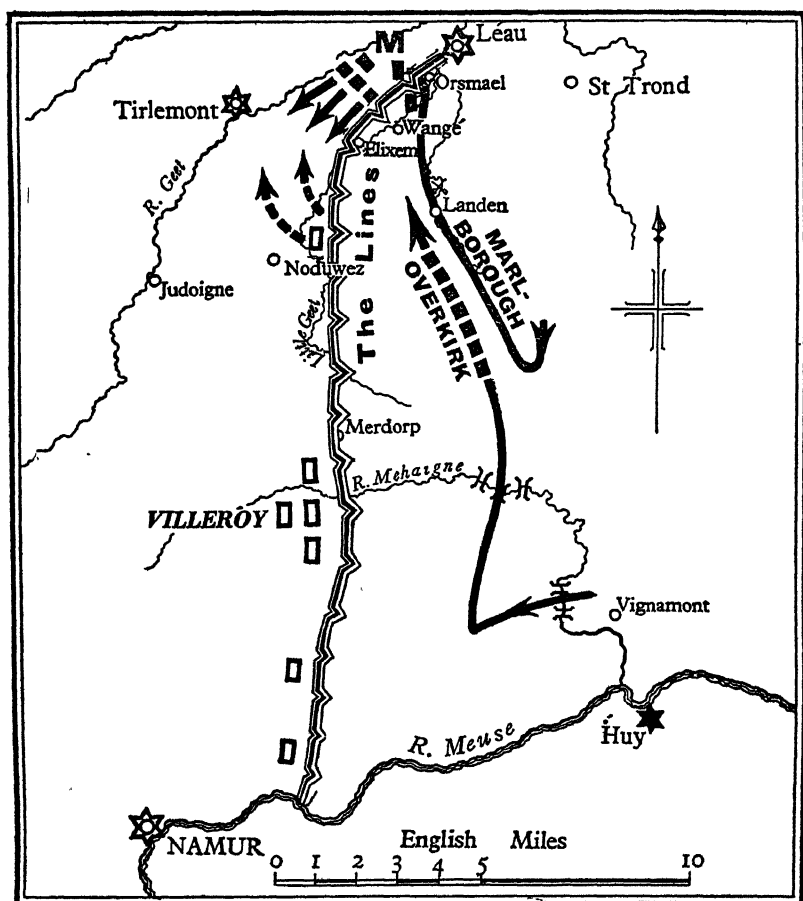 M
Léau
Orsmael
St Trond
Tirlemont
Wangé
Elixem
R. Geet
Landen
The Lines
MARL-
BOROUGH
OVERKIRK
Noduwez
Judoigne
Little Geet
Merdorp
R. Mehaigne
VILLEROY
Vignamont
R. Meuse
Huy
NAMUR
English Miles
0 1 2 3 4 5 10